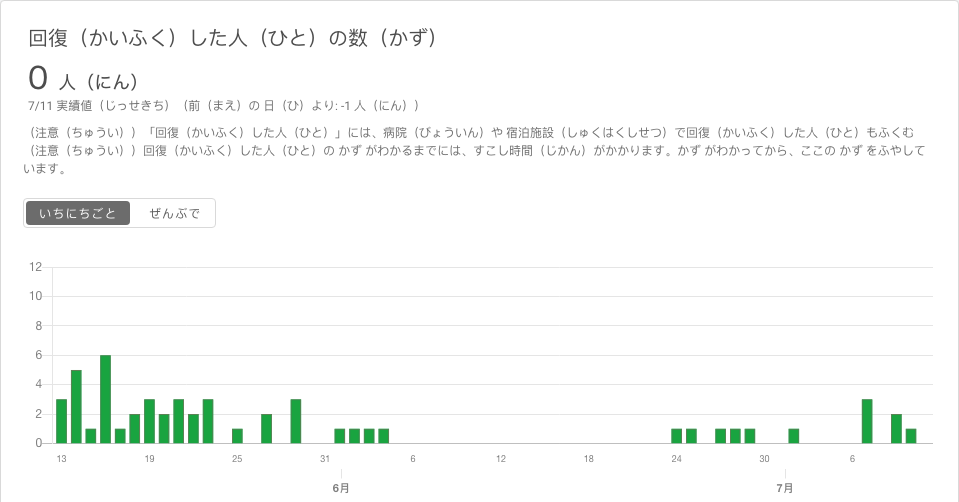 回復（かいふく）した人（ひと）の数（かず）
0 人（にん）
7/11 実績値（じっせきち）（前（まえ）の 日（ひ）より: -1 人（にん））
（注意（ちゅうい））「回復（かいふく）した人（ひと）」には、病院（びょういん）や 宿泊施設（しゅくはくしせつ）で回復（かいふく）した人（ひと）もふくむ
（注意（ちゅうい））回復（かいふく）した人（ひと）の かず がわかるまでには、すこし時間（じかん）がかかります。かず がわかってから、ここの かず をふやして
います。
いちにちごと ぜんぶで
12
10
8
6
4
2
0
13 19 25 31 6 12 18 24 30 6
6月 7月